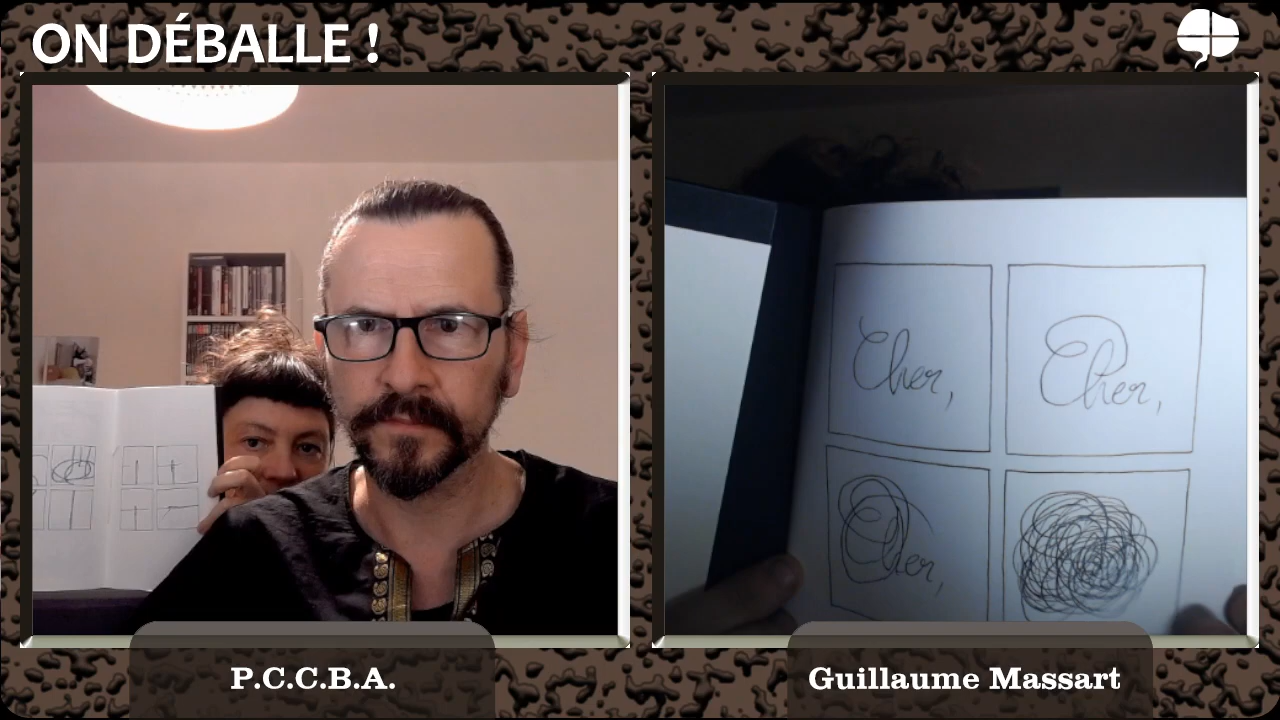 ON DÉBALLE !
Cher,
Cher,
Cher,
P.C.C.B.A.
Guillaume Massart